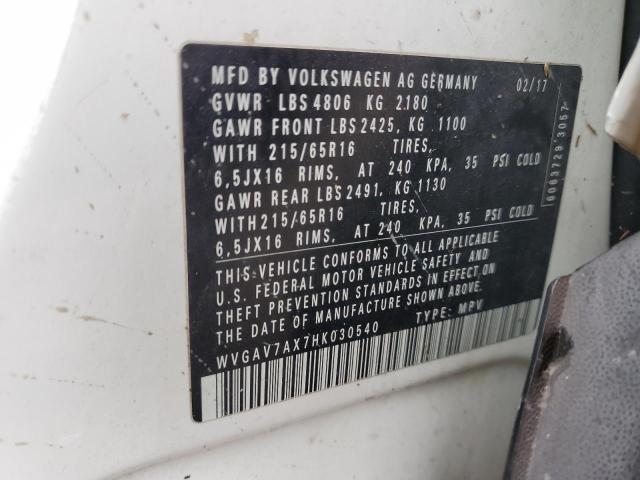 MFD BY VOLKSWAGEN AG GERMANY 02/17
GVWR LBS 4806 KG 2180
GAWR FRONT LBS 2425, KG 1100
WITH 215/65R16 TIRES,
6,5JX16 RIMS, AT 240 KPA, 35 PSI COLD
GAWR REAR LBS 2491, KG 1130
WITH 215/65R16 TIRES,
6,5JX16 RIMS, AT 240 KPA, 35 PSI COLD
THIS VEHICLE CONFORMS TO ALL APPLICABLE
U.S. FEDERAL MOTOR VEHICLE SAFETY AND
THEFT PREVENTION STANDARDS IN EFFECT ON
THE DATE OF MANUFACTURE SHOWN ABOVE.
WVGAV7AX7HK030540 TYPE: MPV
6063729 3057